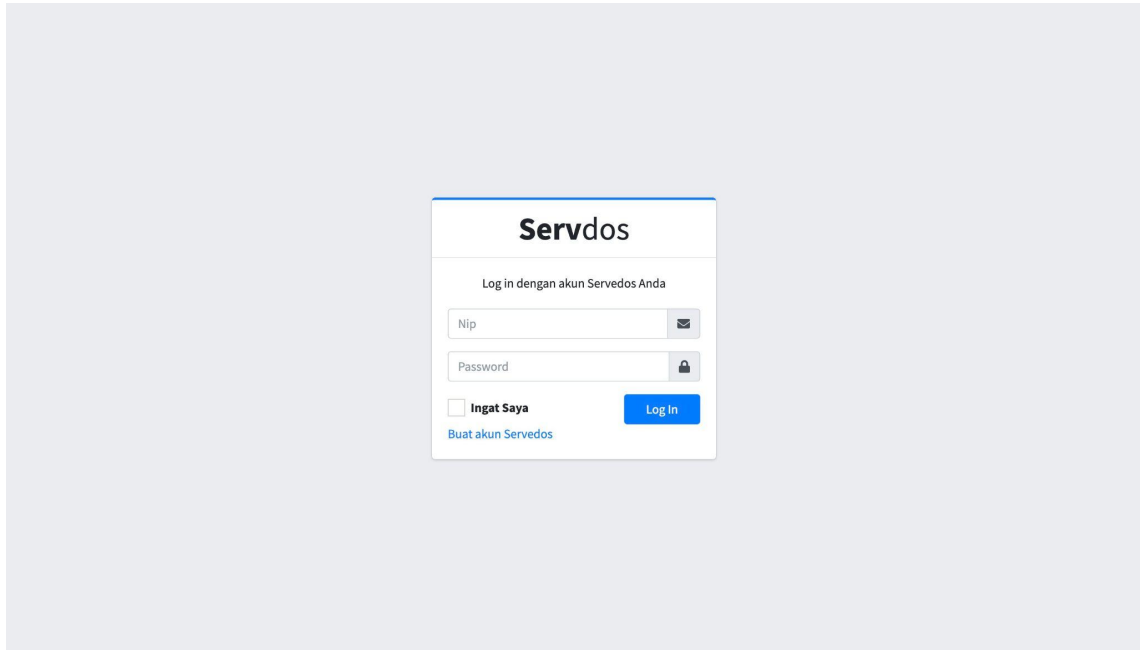 Servdos
Log in dengan akun Servedos Anda
Nip
Password
Ingat Saya
Log In
Buat akun Servedos